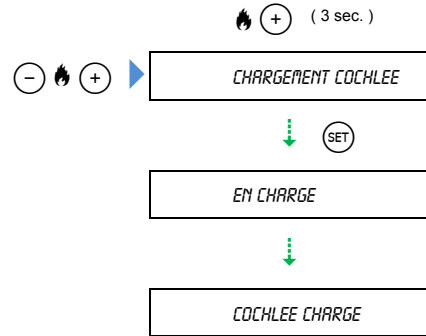 + ( 3 sec. )
- +
CHARGEMENT COCHLEE
SET
EN CHARGE
COCHLEE CHARGE